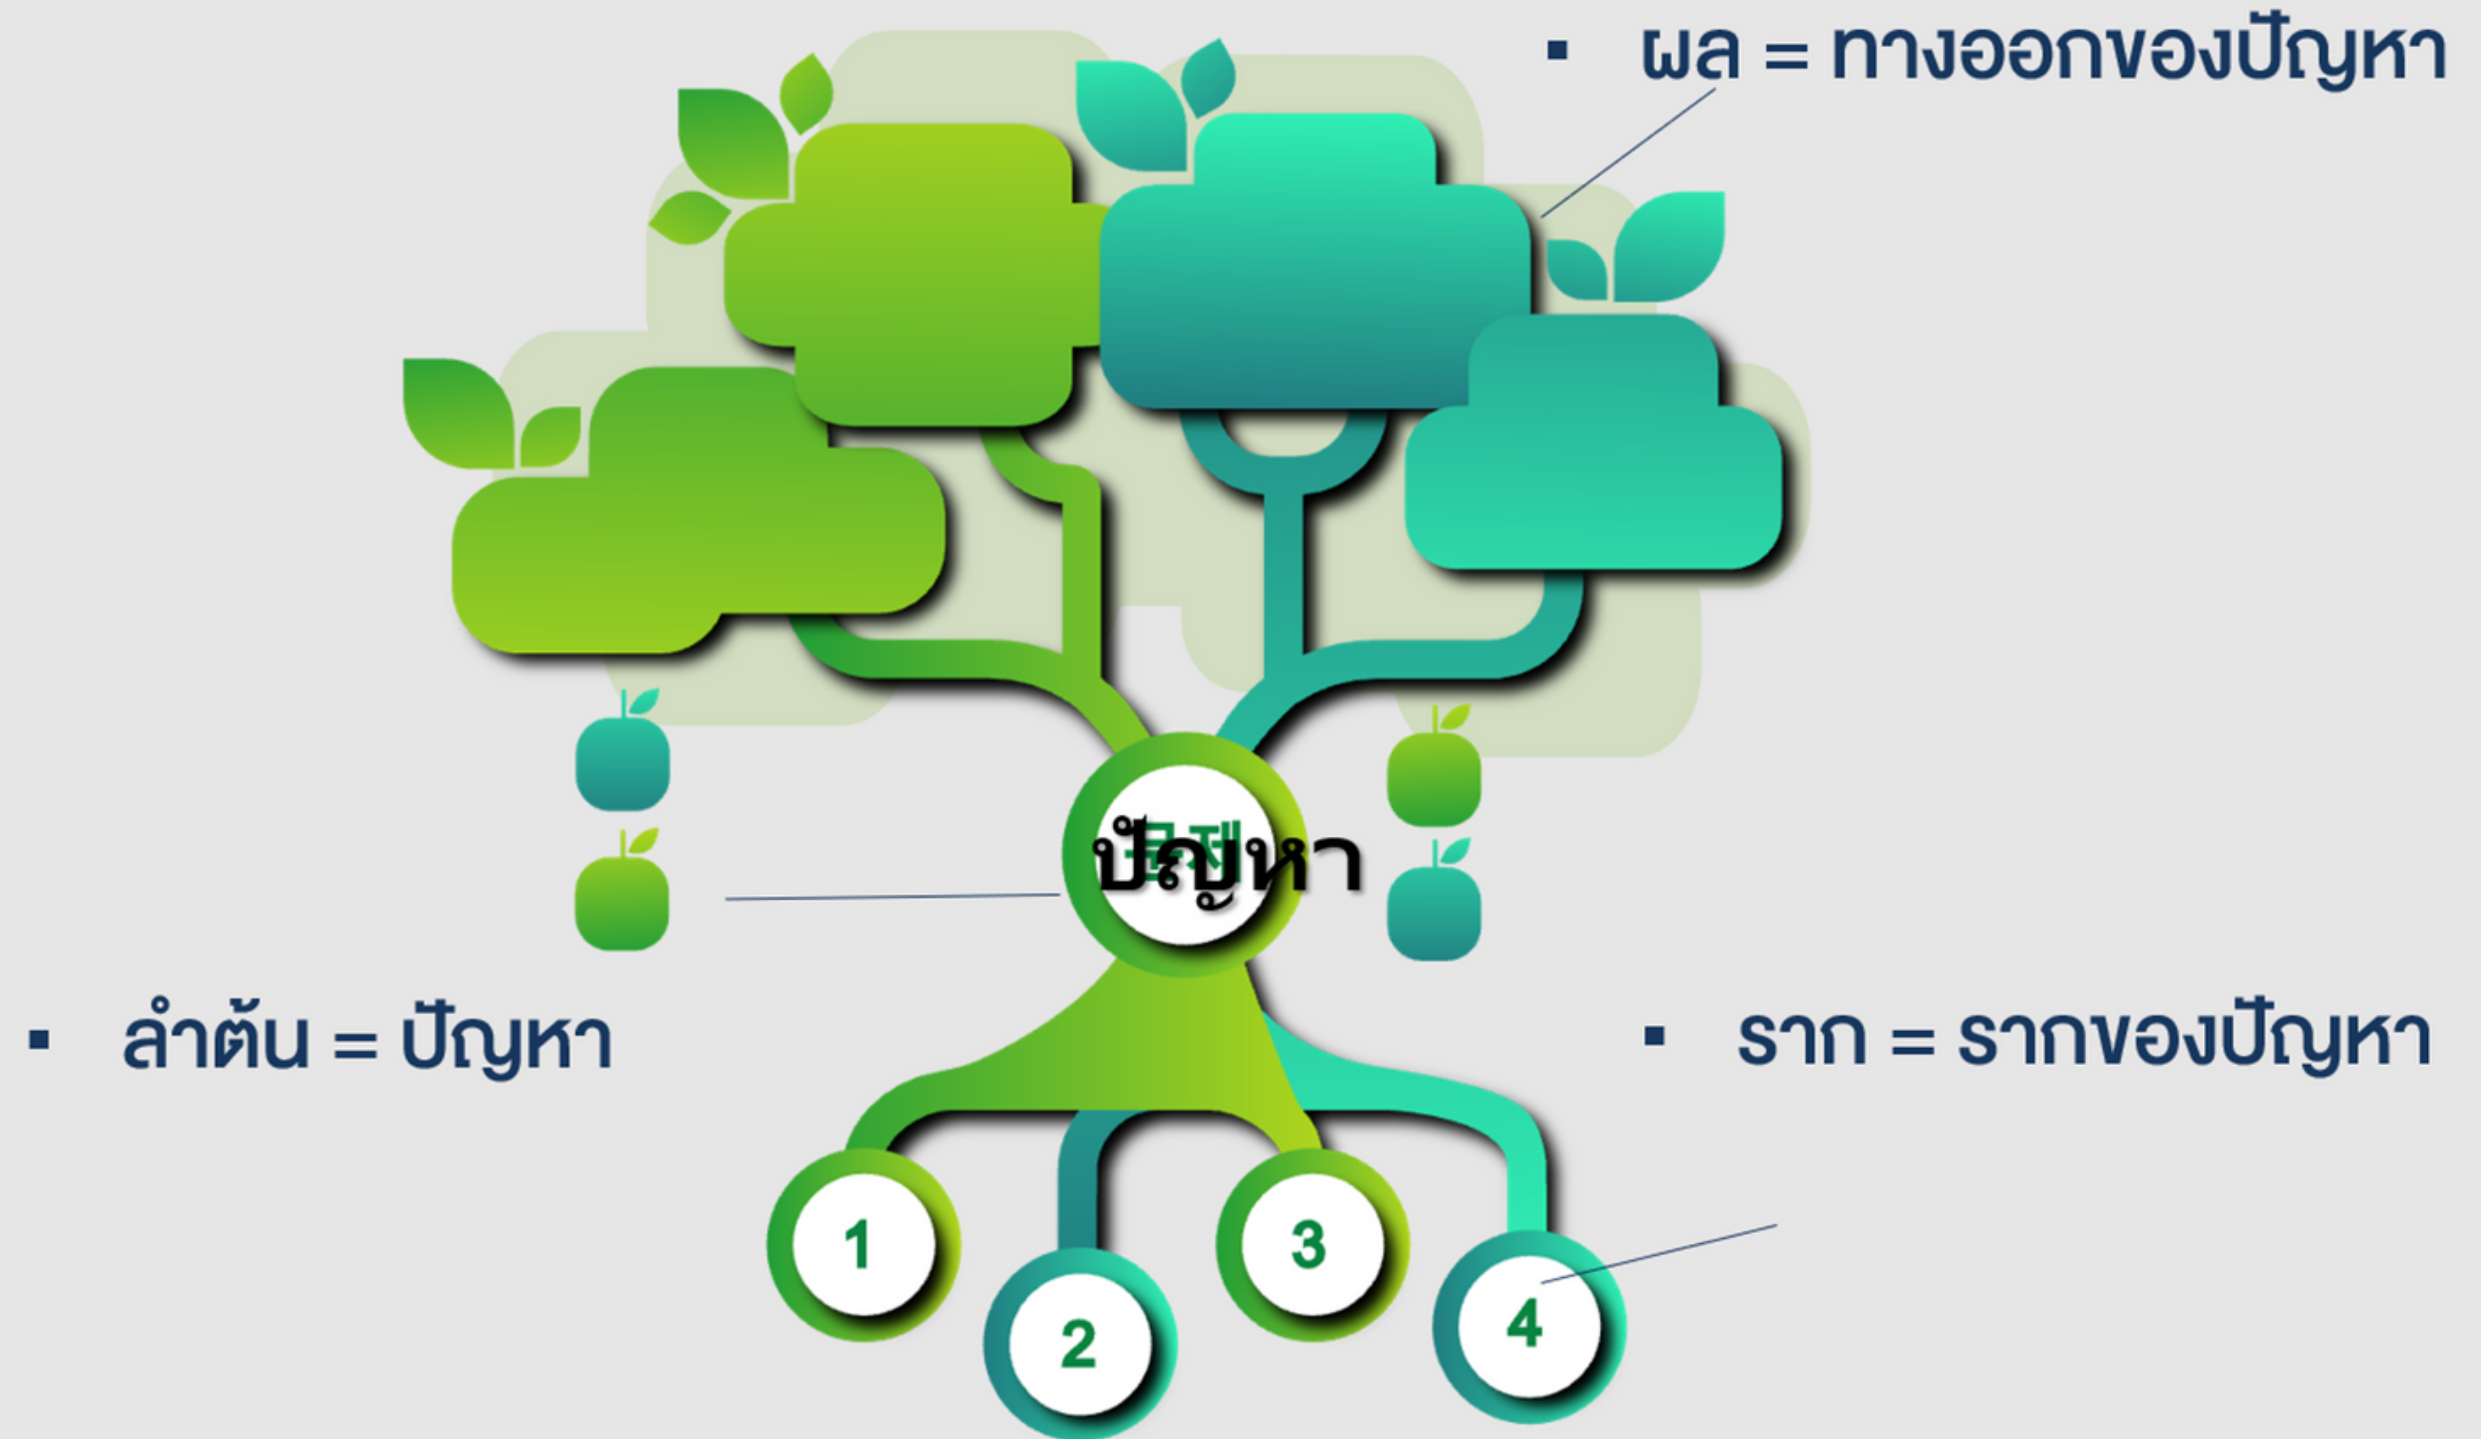 ▪ ผล = ทางออกของปัญหา
문제
ปัญหา
▪ ลำต้น = ปัญหา
▪ ราก = รากของปัญหา
1
3
2
4